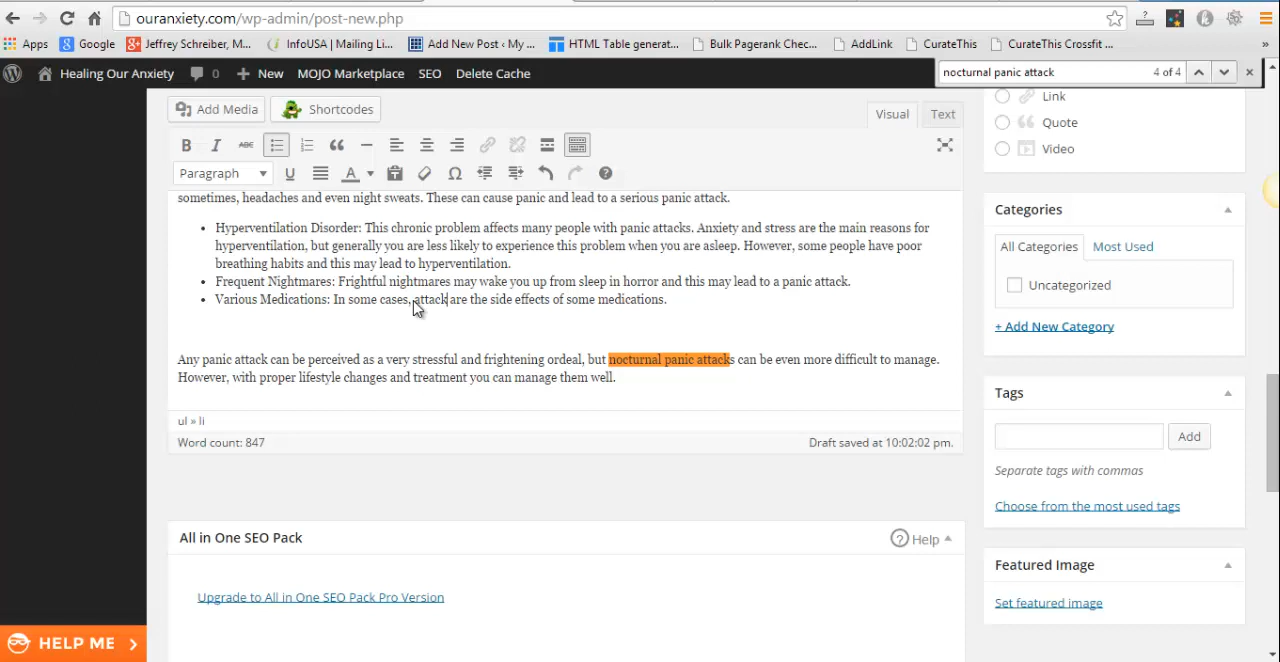 ouranxiety.com/wp-admin/post-new.php
Apps Google Jeffrey Schreiber, M... InfoUSA | Mailing Li... Add New Post ‹ My ... HTML Table generat... Bulk Pagerank Chec... AddLink CurateThis CurateThis Crossfit ... »
Healing Our Anxiety 0 New MOJO Marketplace SEO Delete Cache
nocturnal panic attack 4 of 4
Add Media Shortcodes Visual Text
Link
Quote
Video
B I ABC
Paragraph U A Ω
sometimes, headaches and even night sweats. These can cause panic and lead to a serious panic attack.
• Hyperventilation Disorder: This chronic problem affects many people with panic attacks. Anxiety and stress are the main reasons for
hyperventilation, but generally you are less likely to experience this problem when you are asleep. However, some people have poor
breathing habits and this may lead to hyperventilation.
• Frequent Nightmares: Frightful nightmares may wake you up from sleep in horror and this may lead to a panic attack.
• Various Medications: In some cases, attack are the side effects of some medications.
Any panic attack can be perceived as a very stressful and frightening ordeal, but nocturnal panic attacks can be even more difficult to manage.
However, with proper lifestyle changes and treatment you can manage them well.
ul » li
Word count: 847 Draft saved at 10:02:02 pm.
Categories
All Categories Most Used
Uncategorized
+ Add New Category
Tags
Add
Separate tags with commas
Choose from the most used tags
All in One SEO Pack ? Help
Upgrade to All in One SEO Pack Pro Version
Featured Image
Set featured image
HELP ME